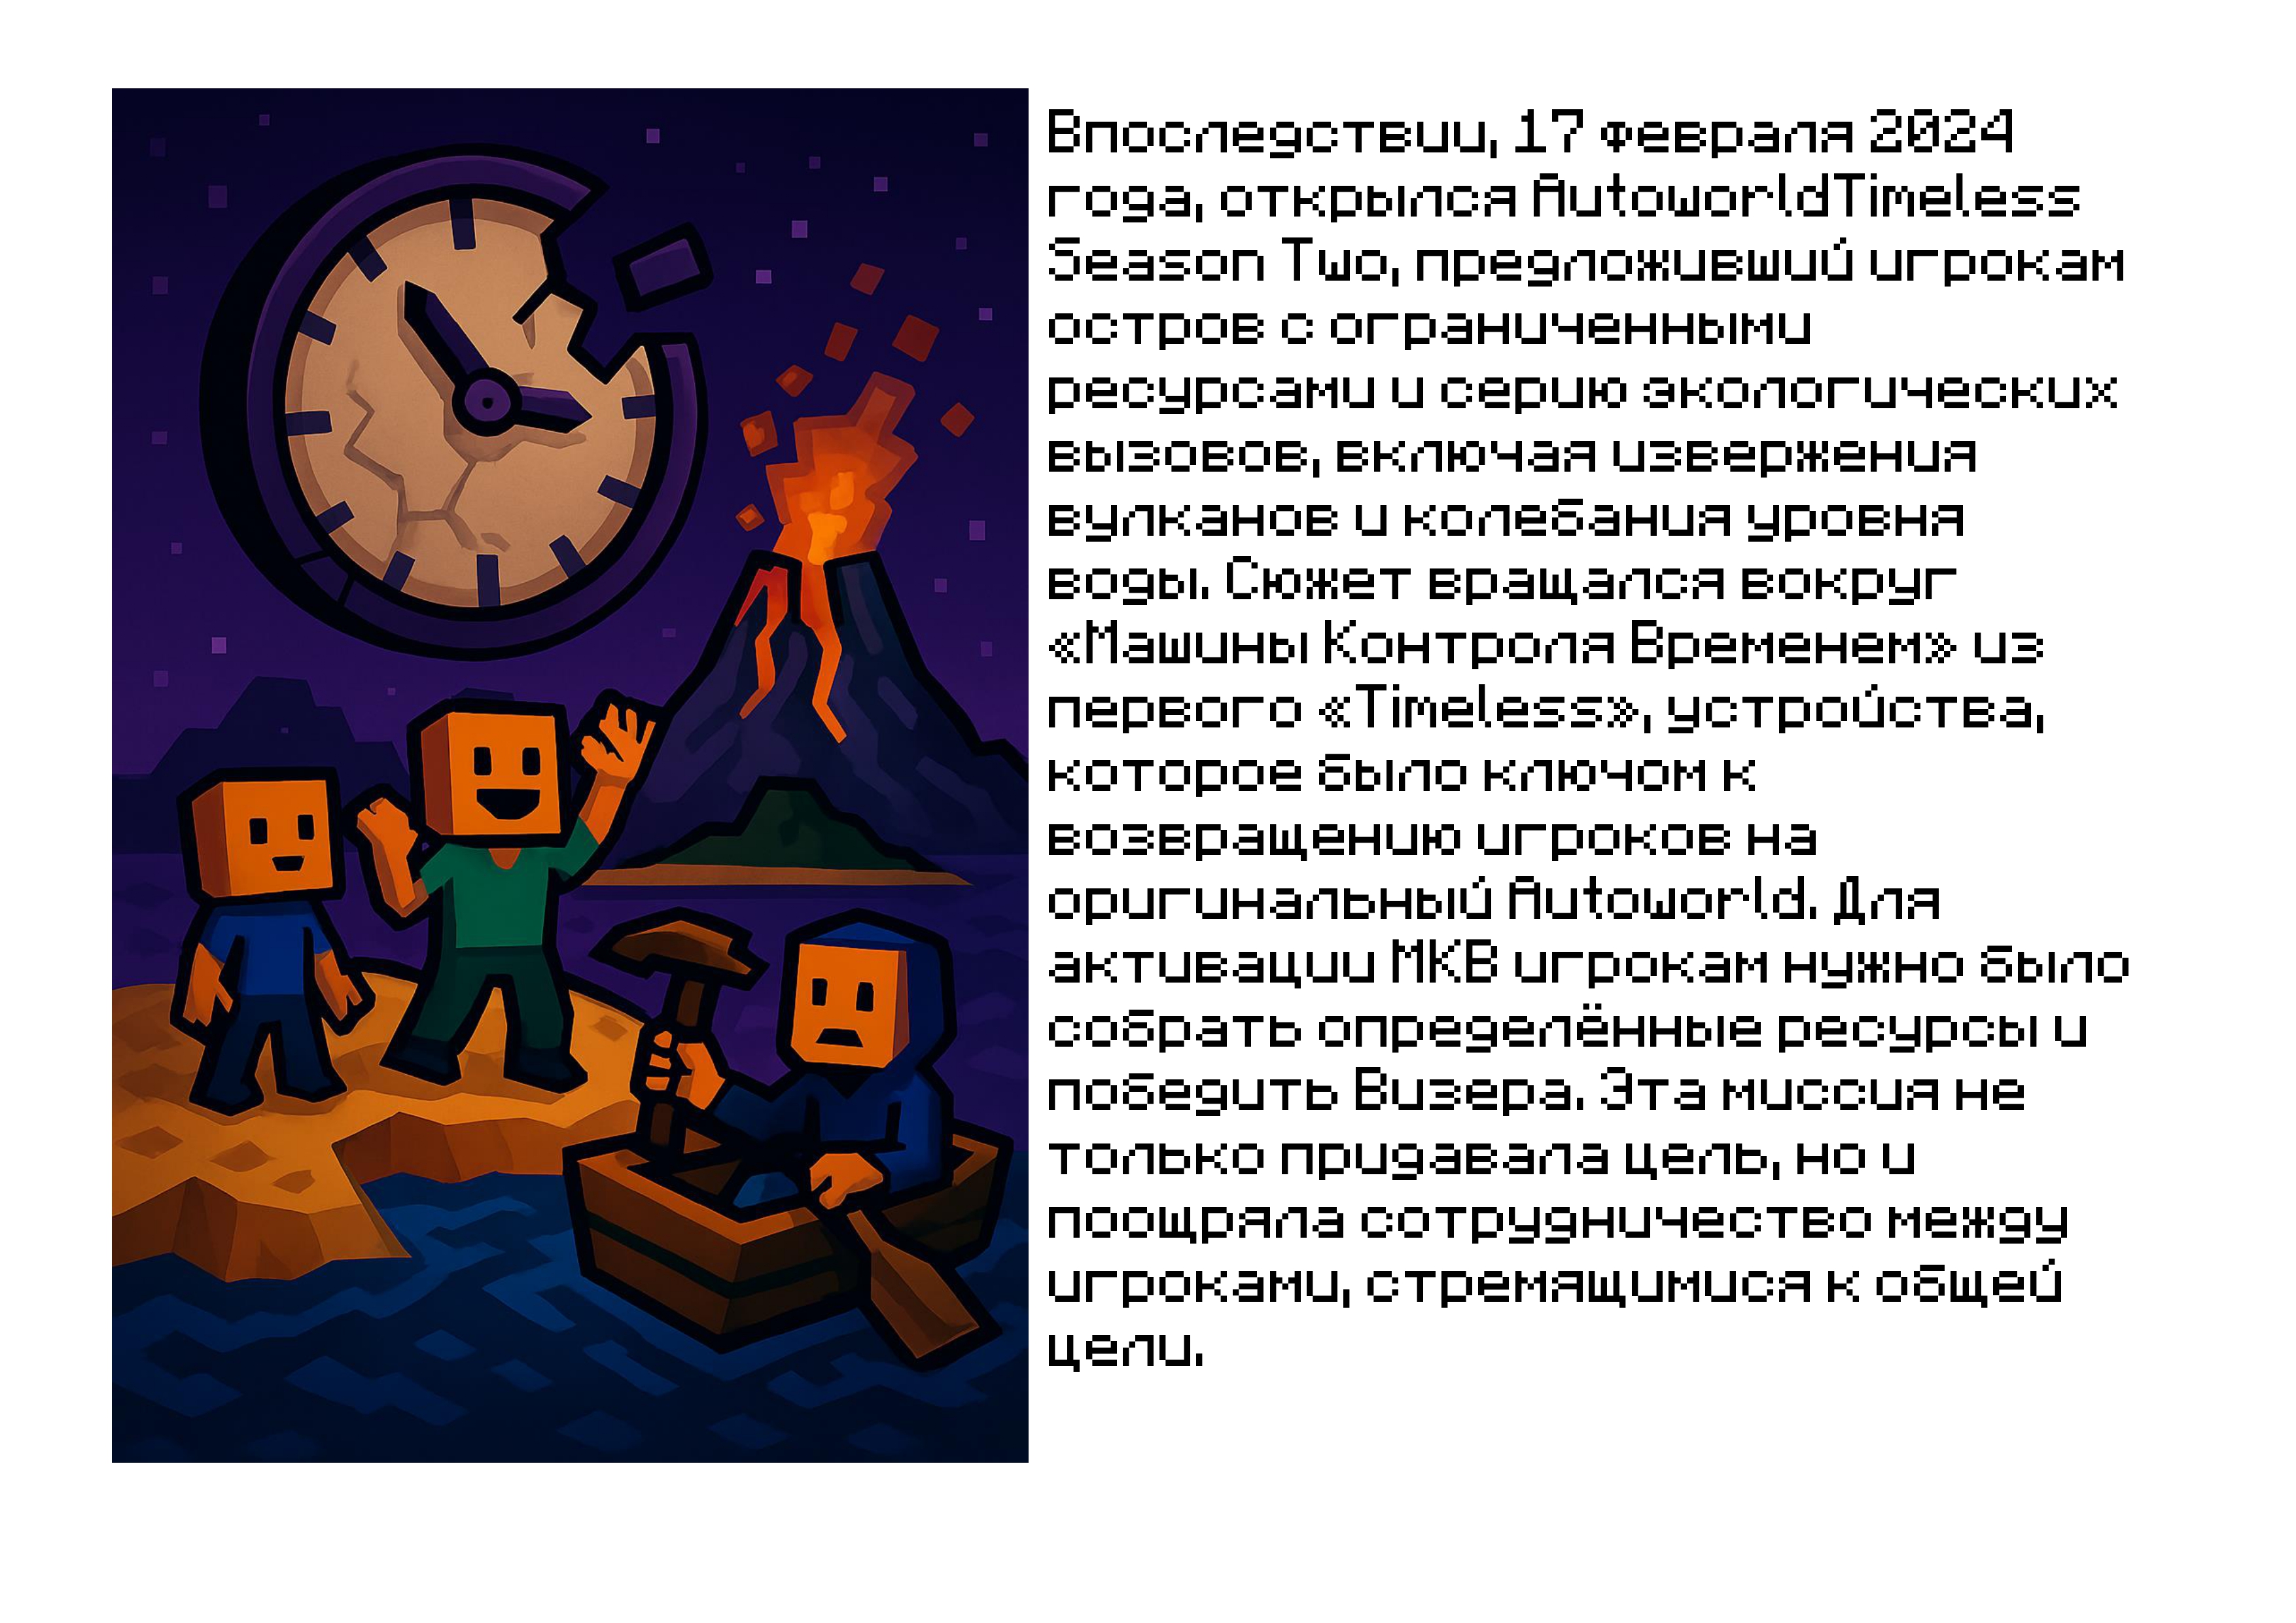 Впоследствии, 17 февраля 2024
года, открылся AutoworldTimeless
Season Two, предложивший игрокам
остров с ограниченными
ресурсами и серию экологических
вызовов, включая извержения
вулканов и колебания уровня
воды. Сюжет вращался вокруг
«Машины Контроля Временем» из
первого «Timeless», устройства,
которое было ключом к
возвращению игроков на
оригинальный Autoworld. Для
активации МКВ игрокам нужно было
собрать определённые ресурсы и
победить Визера. Эта миссия не
только придавала цель, но и
поощряла сотрудничество между
игроками, стремящимися к общей
цели.